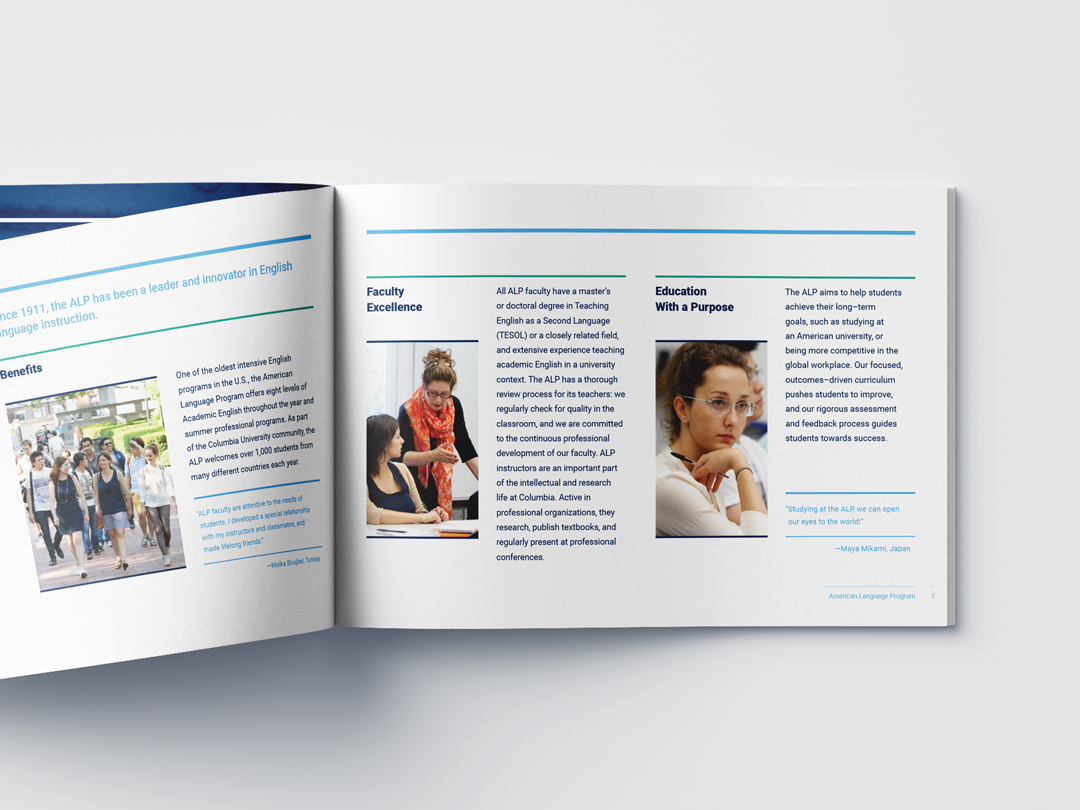 nce 1911, the ALP has been a leader and innovator in English
nguage instruction.
Benefits
One of the oldest intensive English
programs in the U.S., the American
Language Program offers eight levels of
Academic English throughout the year and
summer professional programs. As part
of the Columbia University community, the
ALP welcomes over 1,000 students from
many different countries each year.
"ALP faculty are attentive to the needs of
students. I developed a special relationship
with my instructors and classmates, and
made lifelong friends."
—Molka Boujbel, Tunisia
Faculty
Excellence
All ALP faculty have a master's
or doctoral degree in Teaching
English as a Second Language
(TESOL) or a closely related field,
and extensive experience teaching
academic English in a university
context. The ALP has a thorough
review process for its teachers: we
regularly check for quality in the
classroom, and we are committed
to the continuous professional
development of our faculty. ALP
instructors are an important part
of the intellectual and research
life at Columbia. Active in
professional organizations, they
research, publish textbooks, and
regularly present at professional
conferences.
Education
With a Purpose
The ALP aims to help students
achieve their long–term
goals, such as studying at
an American university, or
being more competitive in the
global workplace. Our focused,
outcomes–driven curriculum
pushes students to improve,
and our rigorous assessment
and feedback process guides
students towards success.
"Studying at the ALP, we can open
our eyes to the world!"
—Maya Mikami, Japan
American Language Program 7